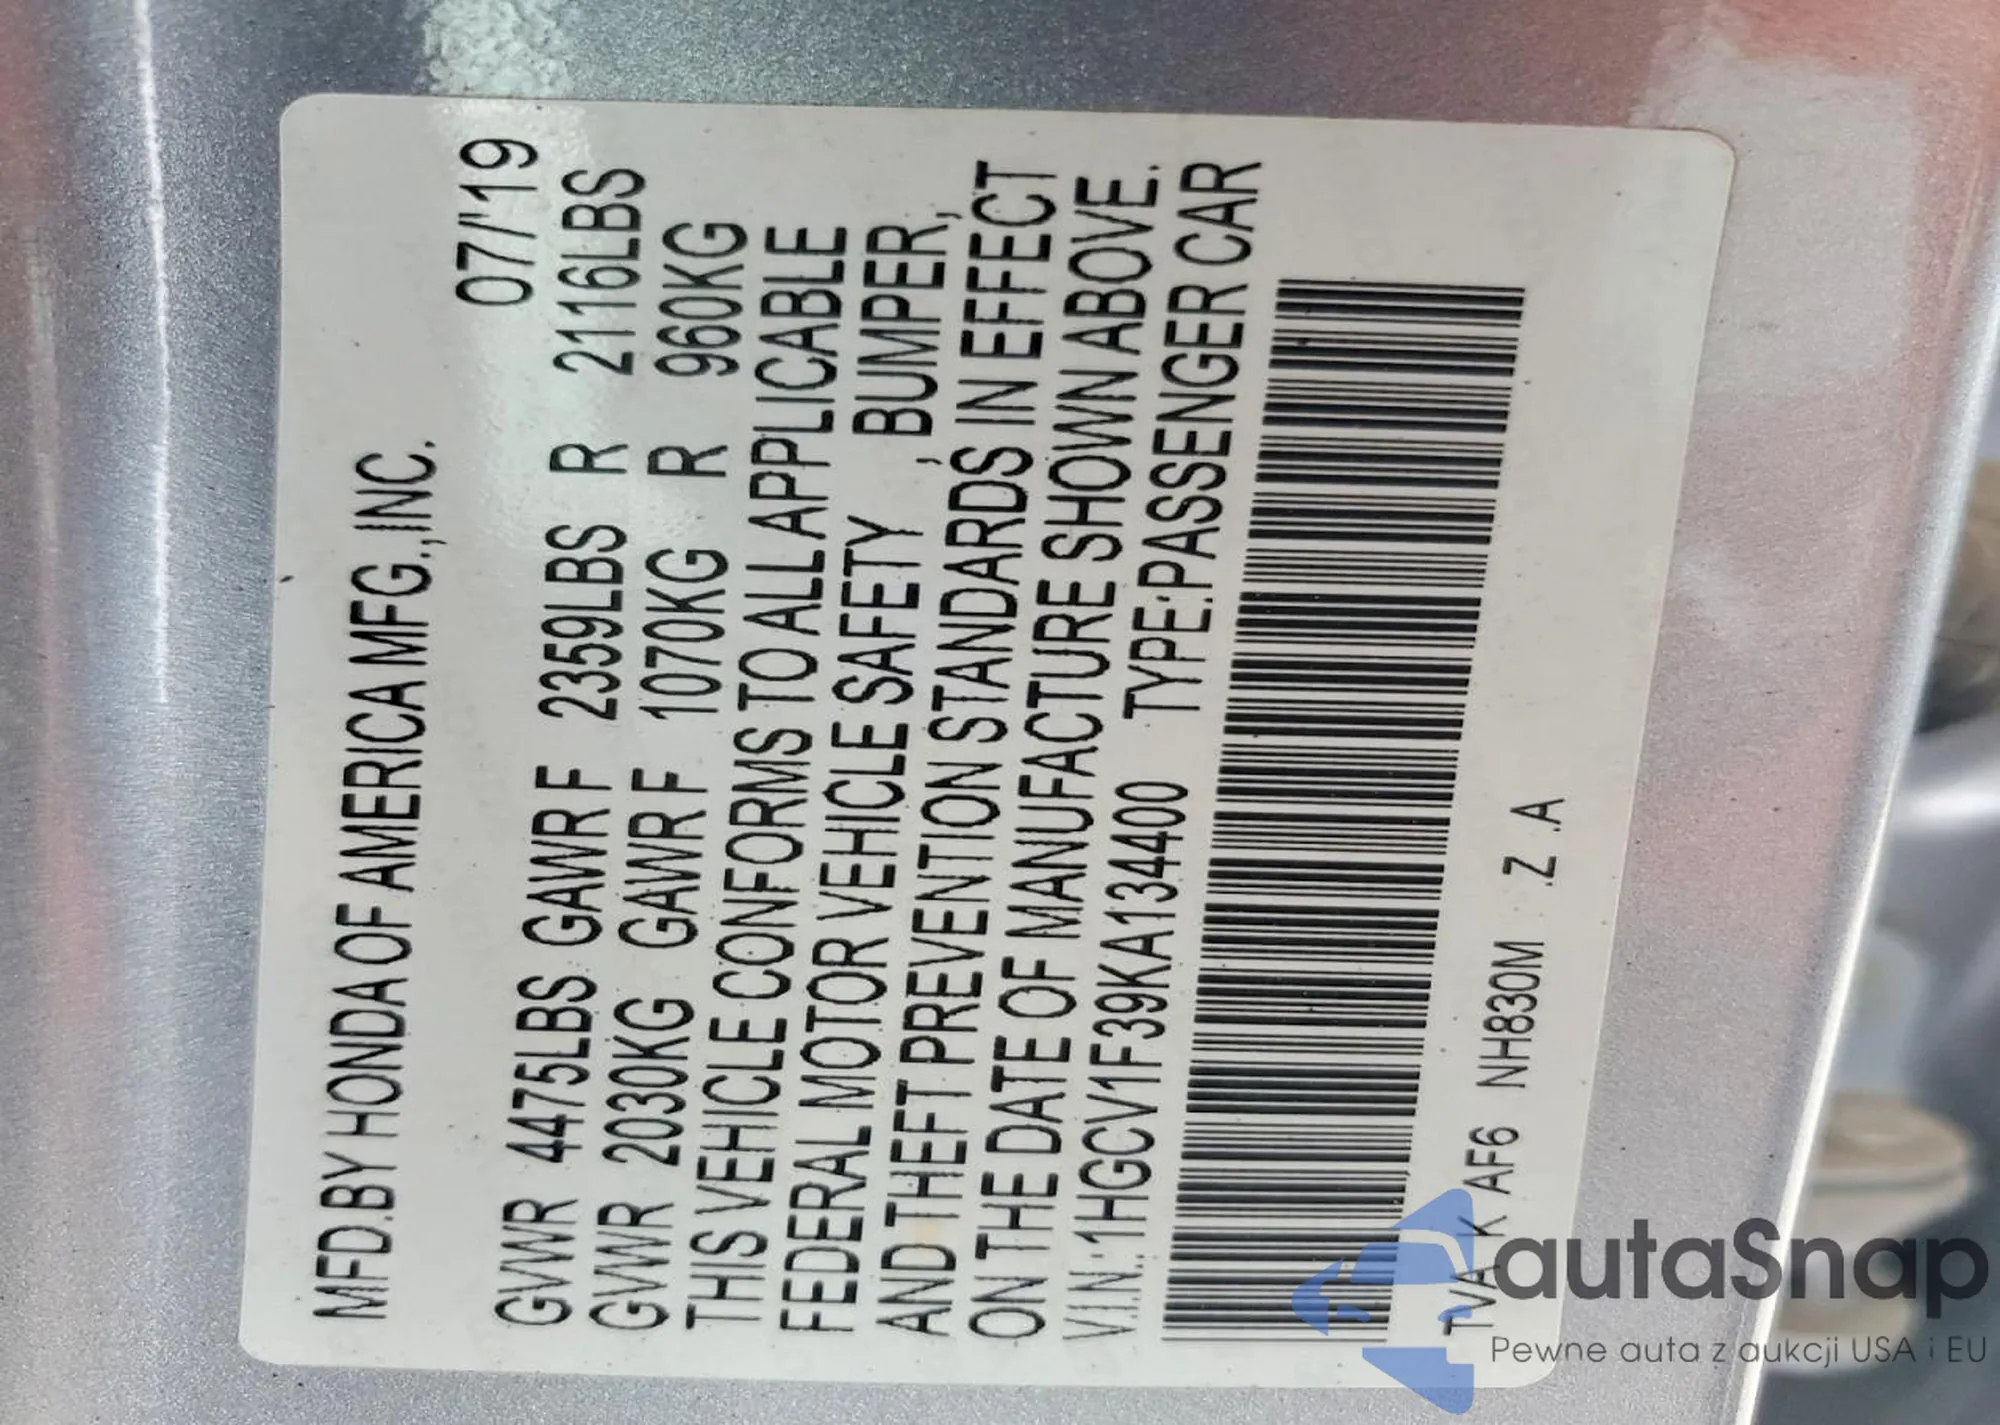 MFD.BY HONDA OF AMERICA MFG.,INC.
07/'19
GVWR 4475LBS GAWR F 2359LBS R 2116LBS
GVWR 2030KG GAWR F 1070KG R 960KG
THIS VEHICLE CONFORMS TO ALL APPLICABLE
FEDERAL MOTOR VEHICLE SAFETY , BUMPER,
AND THEFT PREVENTION STANDARDS IN EFFECT
ON THE DATE OF MANUFACTURE SHOWN ABOVE.
V.I.N.:1HGCV1F39KA134400 TYPE:PASSENGER CAR
TVA K AF6 NH830M .Z .A
autaSnap
Pewne auta z aukcji USA i EU